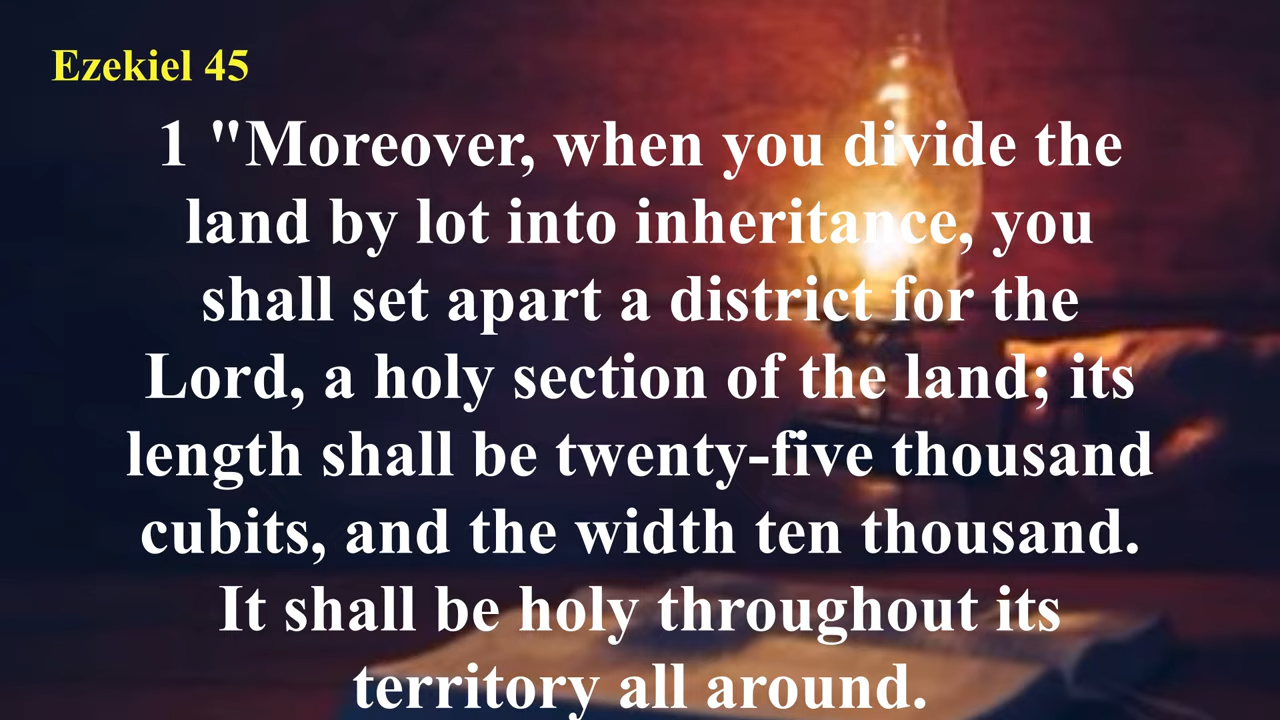 Ezekiel 45
1 "Moreover, when you divide the
land by lot into inheritance, you
shall set apart a district for the
Lord, a holy section of the land; its
length shall be twenty-five thousand
cubits, and the width ten thousand.
It shall be holy throughout its
territory all around.